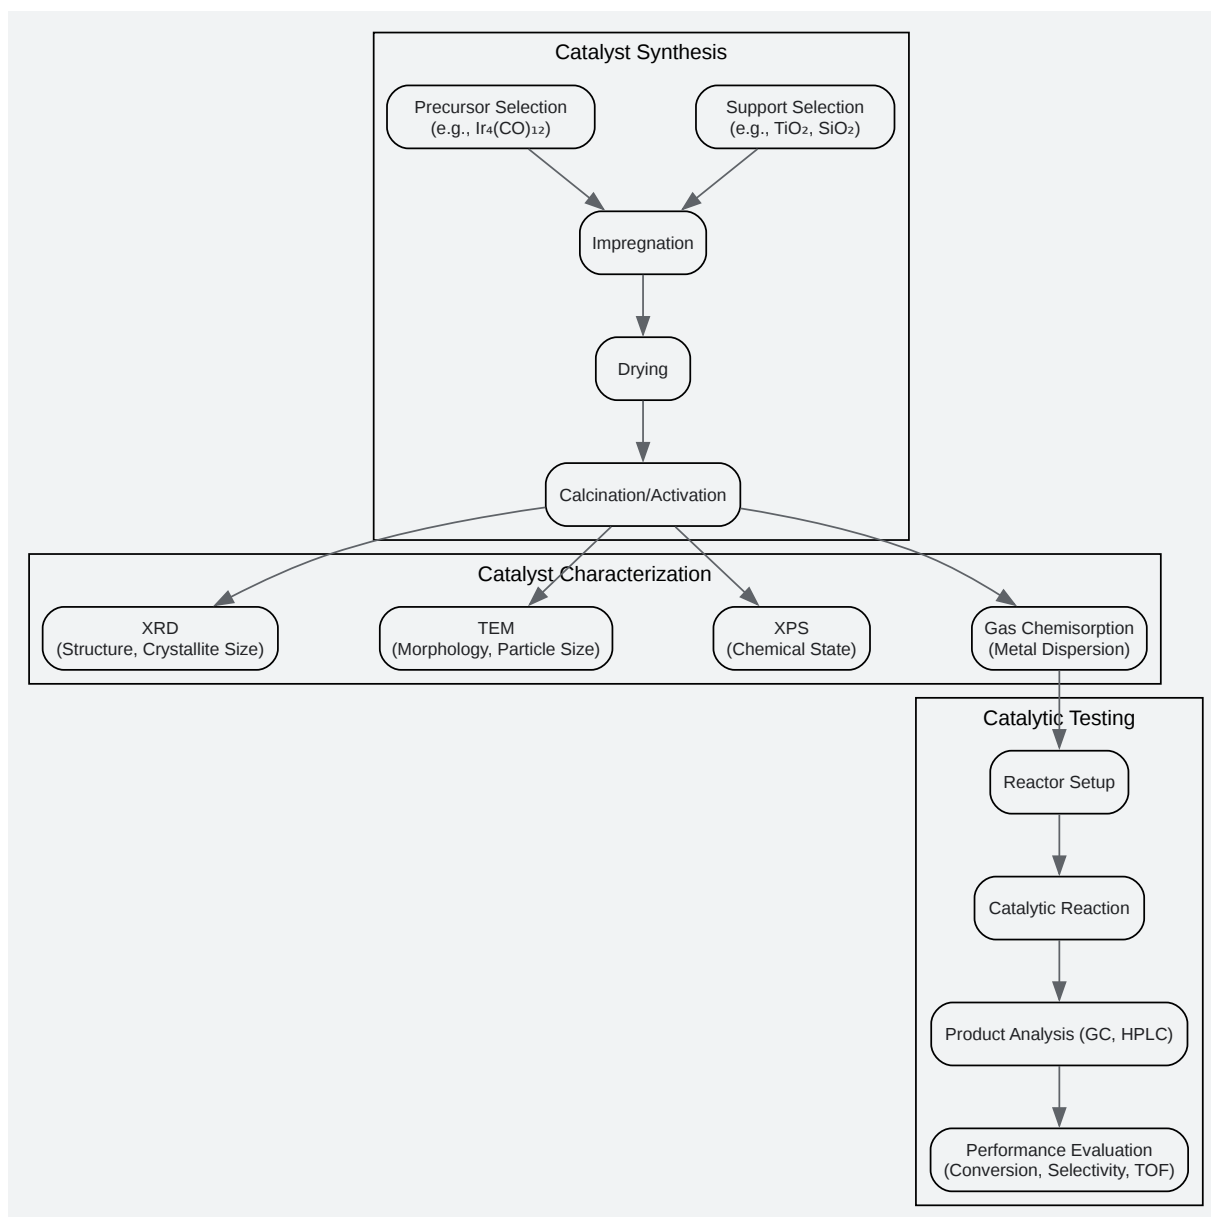 Catalyst Synthesis
Precursor Selection
(e.g., Ir₄(CO)₁₂)
Support Selection
(e.g., TiO₂, SiO₂)
Impregnation
Drying
Calcination/Activation
Catalyst Characterization
XRD
(Structure, Crystallite Size)
TEM
(Morphology, Particle Size)
XPS
(Chemical State)
Gas Chemisorption
(Metal Dispersion)
Catalytic Testing
Reactor Setup
Catalytic Reaction
Product Analysis (GC, HPLC)
Performance Evaluation
(Conversion, Selectivity, TOF)